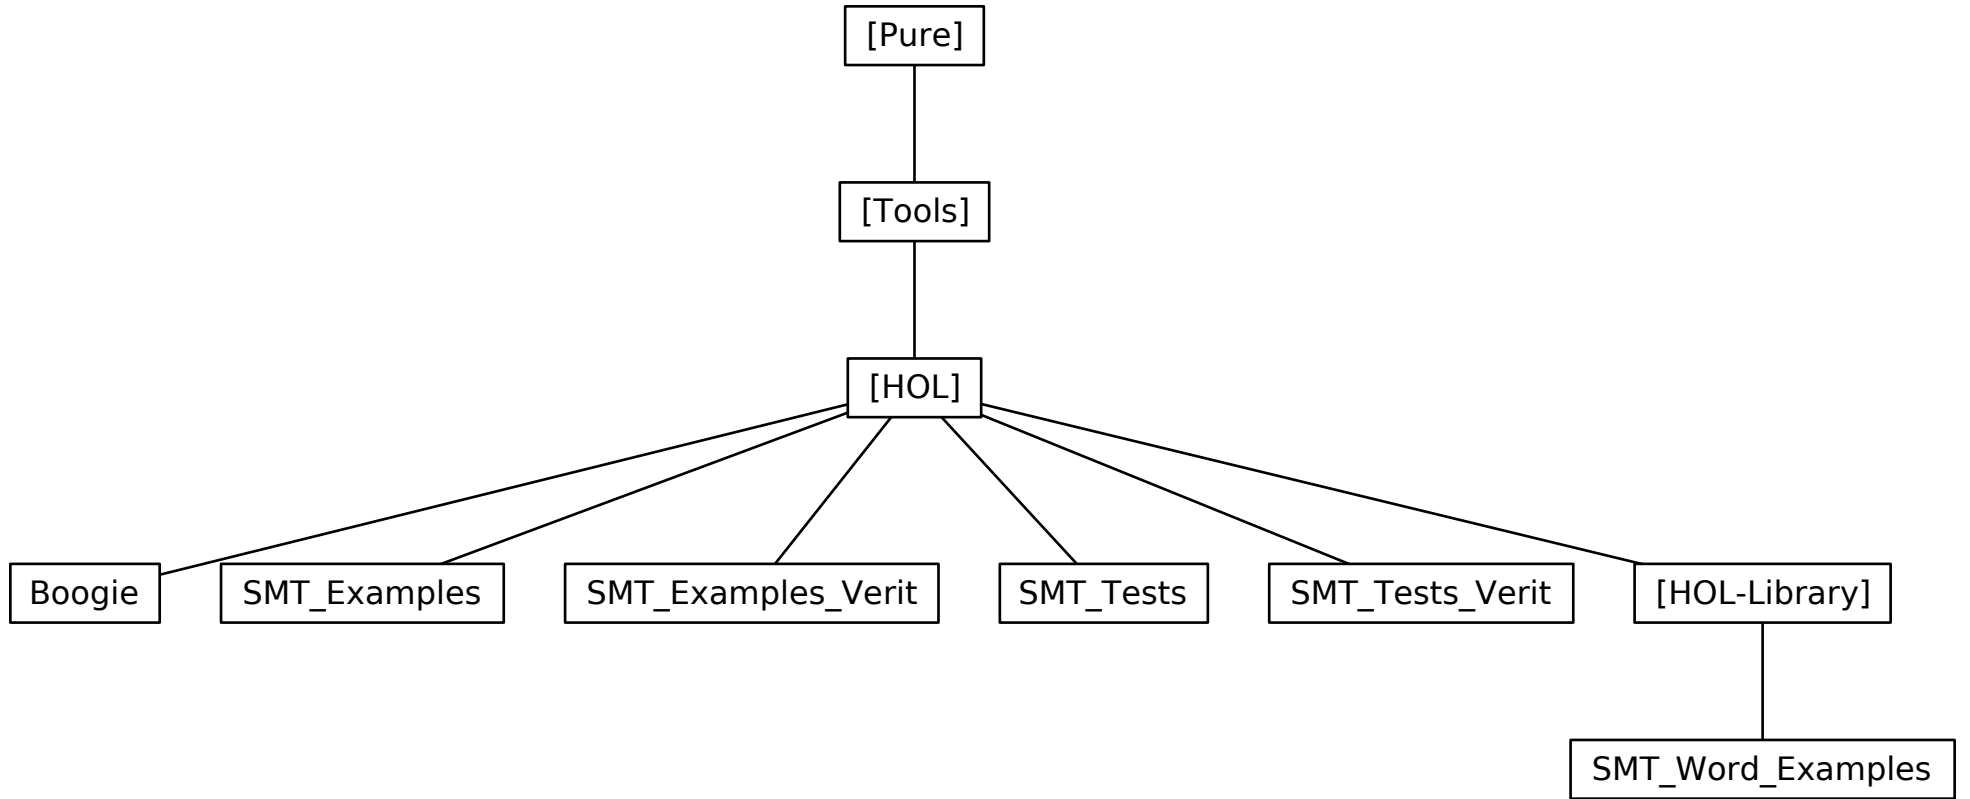 [Pure]
[Tools]
[HOL]
Boogie
SMT_Examples
SMT_Examples_Verit
SMT_Tests
SMT_Tests_Verit
[HOL-Library]
SMT_Word_Examples